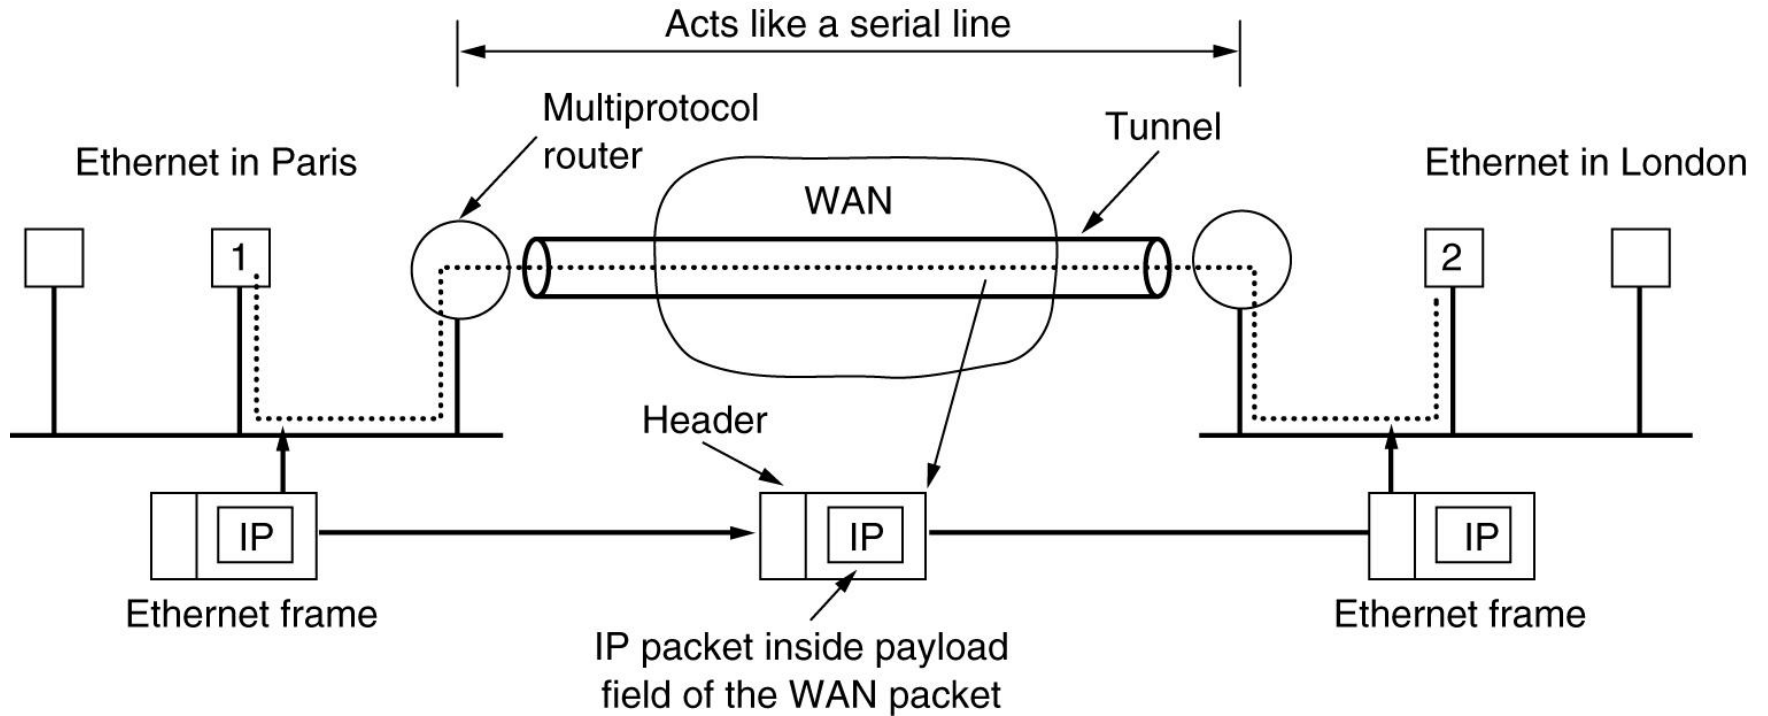 Acts like a serial line
Multiprotocol
router
Tunnel
Ethernet in Paris
Ethernet in London
WAN
1
2
Header
IP
IP
IP
Ethernet frame
Ethernet frame
IP packet inside payload
field of the WAN packet